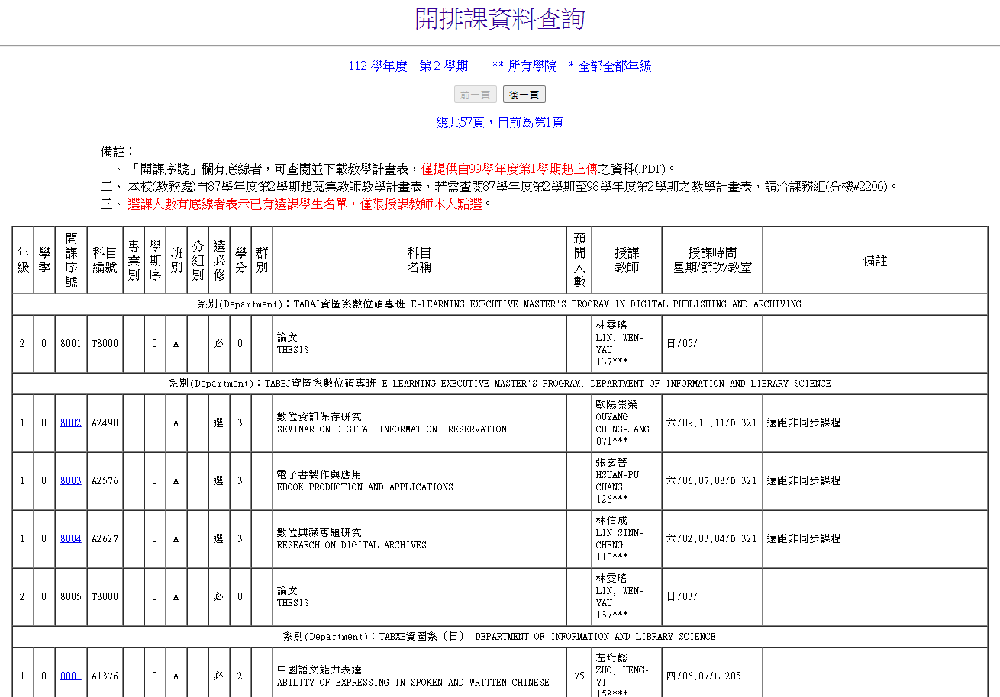 開排課資料查詢
112 學年度　第 2 學期　　** 所有學院　* 全部全部年級
前一頁 後一頁
總共57頁，目前為第1頁
備註：
一、 「開課序號」欄有底線者，可查閱並下載教學計畫表，僅提供自99學年度第1學期起上傳之資料(.PDF)。
二、 本校(教務處)自87學年度第2學期起蒐集教師教學計畫表，若需查閱87學年度第2學期至98學年度第2學期之教學計畫表，請洽課務組(分機#2206)。
三、 選課人數有底線者表示已有選課學生名單，僅限授課教師本人點選。
年級 學季 開課序號 科目編號 專業別 學期序 班別 分組別 選必修 學分 群別 科目名稱 預開人數 授課教師 授課時間 星期/節次/教室 備註
系別(Department)：TABAJ資圖系數位碩專班 E-LEARNING EXECUTIVE MASTER'S PROGRAM IN DIGITAL PUBLISHING AND ARCHIVING
2 0 8001 T8000 0 A 必 0 論文 THESIS 林雯瑤 LIN, WEN-YAU 137*** 日/05/
系別(Department)：TABBJ資圖系數位碩專班 E-LEARNING EXECUTIVE MASTER'S PROGRAM, DEPARTMENT OF INFORMATION AND LIBRARY SCIENCE
1 0 8002 A2490 0 A 選 3 數位資訊保存研究 SEMINAR ON DIGITAL INFORMATION PRESERVATION 歐陽崇榮 OUYANG CHUNG-JANG 071*** 六/09,10,11/D 321 遠距非同步課程
1 0 8003 A2576 0 A 選 3 電子書製作與應用 EBOOK PRODUCTION AND APPLICATIONS 張玄菩 HSUAN-PU CHANG 126*** 六/06,07,08/D 321 遠距非同步課程
1 0 8004 A2627 0 A 選 3 數位典藏專題研究 RESEARCH ON DIGITAL ARCHIVES 林信成 LIN SINN-CHENG 110*** 六/02,03,04/D 321 遠距非同步課程
2 0 8005 T8000 0 A 必 0 論文 THESIS 林雯瑤 LIN, WEN-YAU 137*** 日/03/
系別(Department)：TABXB資圖系〔日〕 DEPARTMENT OF INFORMATION AND LIBRARY SCIENCE
1 0 0001 A1376 0 A 必 2 中國語文能力表達 ABILITY OF EXPRESSING IN SPOKEN AND WRITTEN CHINESE 75 左珩懿 ZUO, HENG-YI 158*** 四/06,07/L 205